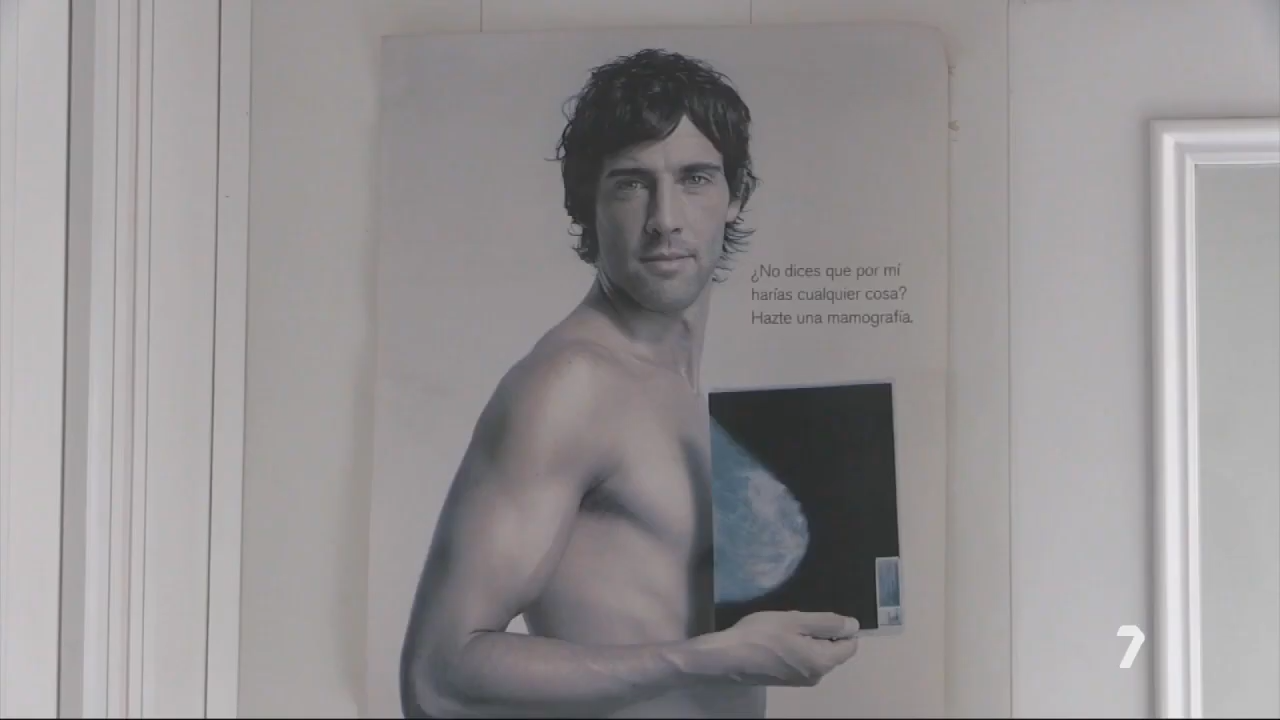 ¿No dices que por mí
harías cualquier cosa?
Hazte una mamografía.
7